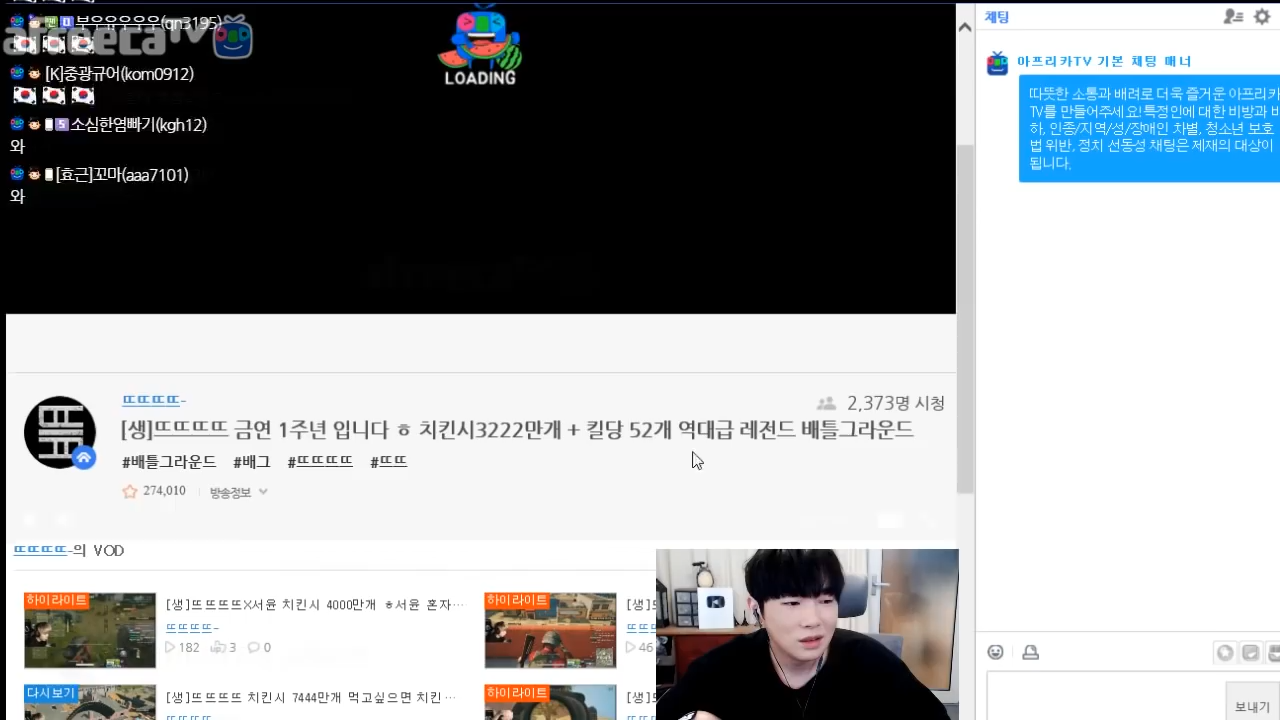 부우유우우우(qn3195)
afreecaTV
[K]중광규어(kom0912)
소심한염빠기(kgh12)
와
[효근]꼬마(aaa7101)
와
LOADING
채팅
아프리카TV 기본 채팅 매너
따뜻한 소통과 배려로 더욱 즐거운 아프리카
TV를 만들어주세요! 특정인에 대한 비방과 비
하, 인종/지역/성/장애인 차별, 청소년 보호
법 위반, 정치 선동성 채팅은 제재의 대상이
됩니다.
뜨뜨뜨뜨-
2,373명 시청
[생]뜨뜨뜨뜨 금연 1주년 입니다 ㅎ 치킨시3222만개 + 킬당 52개 역대급 레전드 배틀그라운드
#배틀그라운드 #배그 #뜨뜨뜨뜨 #뜨뜨
274,010 방송정보
뜨뜨뜨뜨-의 VOD
하이라이트
[생]뜨뜨뜨뜨X서윤 치킨시 4000만개 ㅎ서윤 혼자…
뜨뜨뜨뜨-
182 3 0
하이라이트
뜨뜨
46
다시보기
[생]뜨뜨뜨뜨 치킨시 7444만개 먹고싶으면 치킨…
뜨뜨뜨뜨
하이라이트
보내기